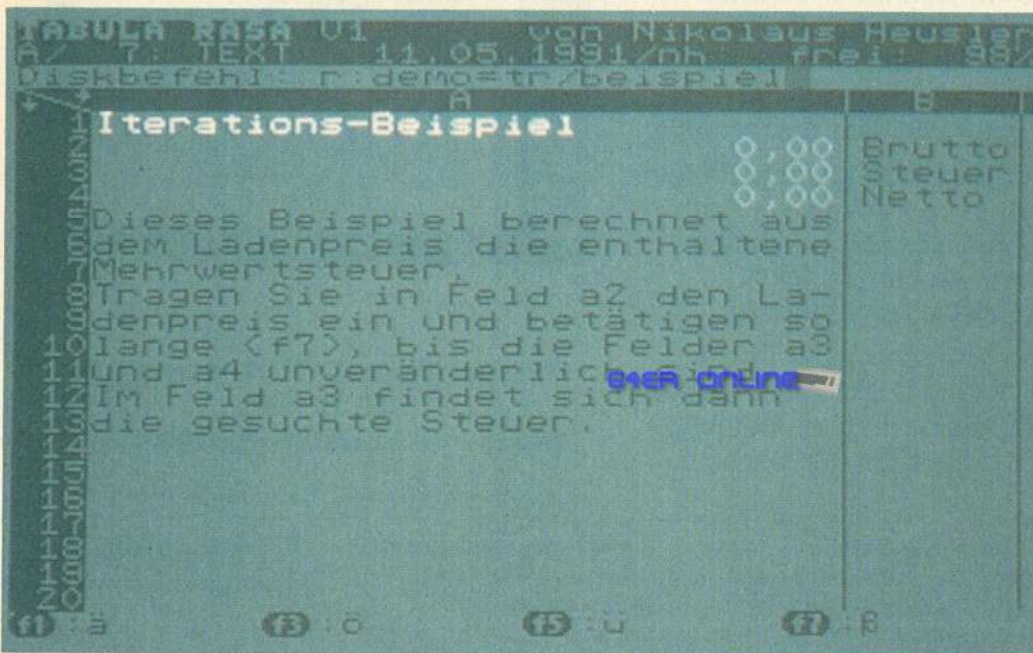 TABULA RASA V1 von Nikolaus Heusler
A/ 7: TEXT 11.05.1991/nh frei: 98/
Diskbefehl: r:demo=tr/beispiel
A B
1 Iterations-Beispiel
2 0,00 Brutto
3 0,00 Steuer
4 0,00 Netto
5 Dieses Beispiel berechnet aus
6 dem Ladenpreis die enthaltene
7 Mehrwertsteuer.
8 Tragen Sie in Feld a2 den La-
9 denpreis ein und betätigen so
10 lange <f7>, bis die Felder a3
11 und a4 unveränderlich sind.
12 Im Feld a3 findet sich dann
13 die gesuchte Steuer.
14
15
16
17
18
19
20
f1 :ä f3 :ö f5 :ü f7 :ß
64ER ONLINE